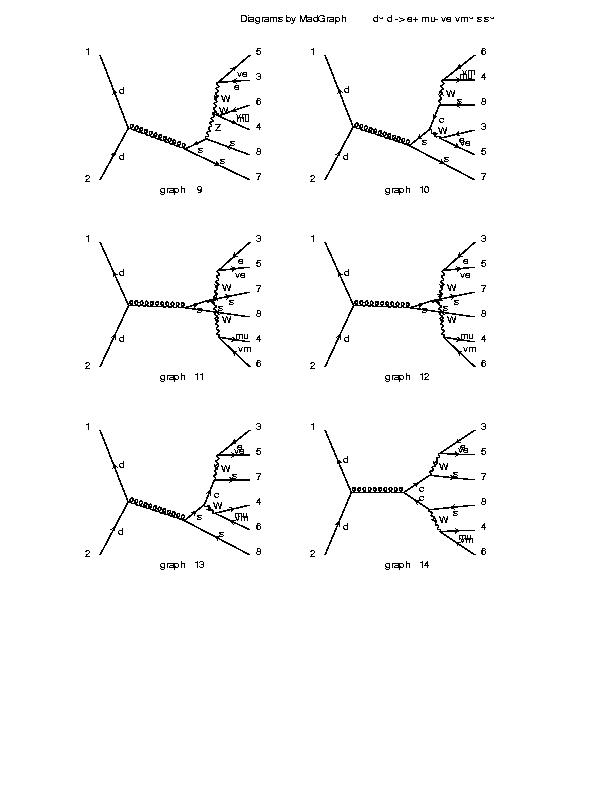 Diagrams by MadGraph d~ d -> e+ mu- ve vm~ s s~
1 5 1 6
ve 3 mu 4
e
W 6 W
d W d s 8
4 c
Z W 3
d s 8 d s 5
s s
2 7 2 7
graph 9 graph 10
1 3 1 3
e 5 e 5
ve ve
d W 7 d W 7
s s s s
s 8 s 8
d W d W
mu 4 mu 4
vm vm
2 6 2 6
graph 11 graph 12
1 3 1 3
e e
ve 5 ve 5
d W d W
s 7 s 7
c c
W 4 c 8
s s
d mu 6 d W 4
s
2 8 2 6
graph 13 graph 14